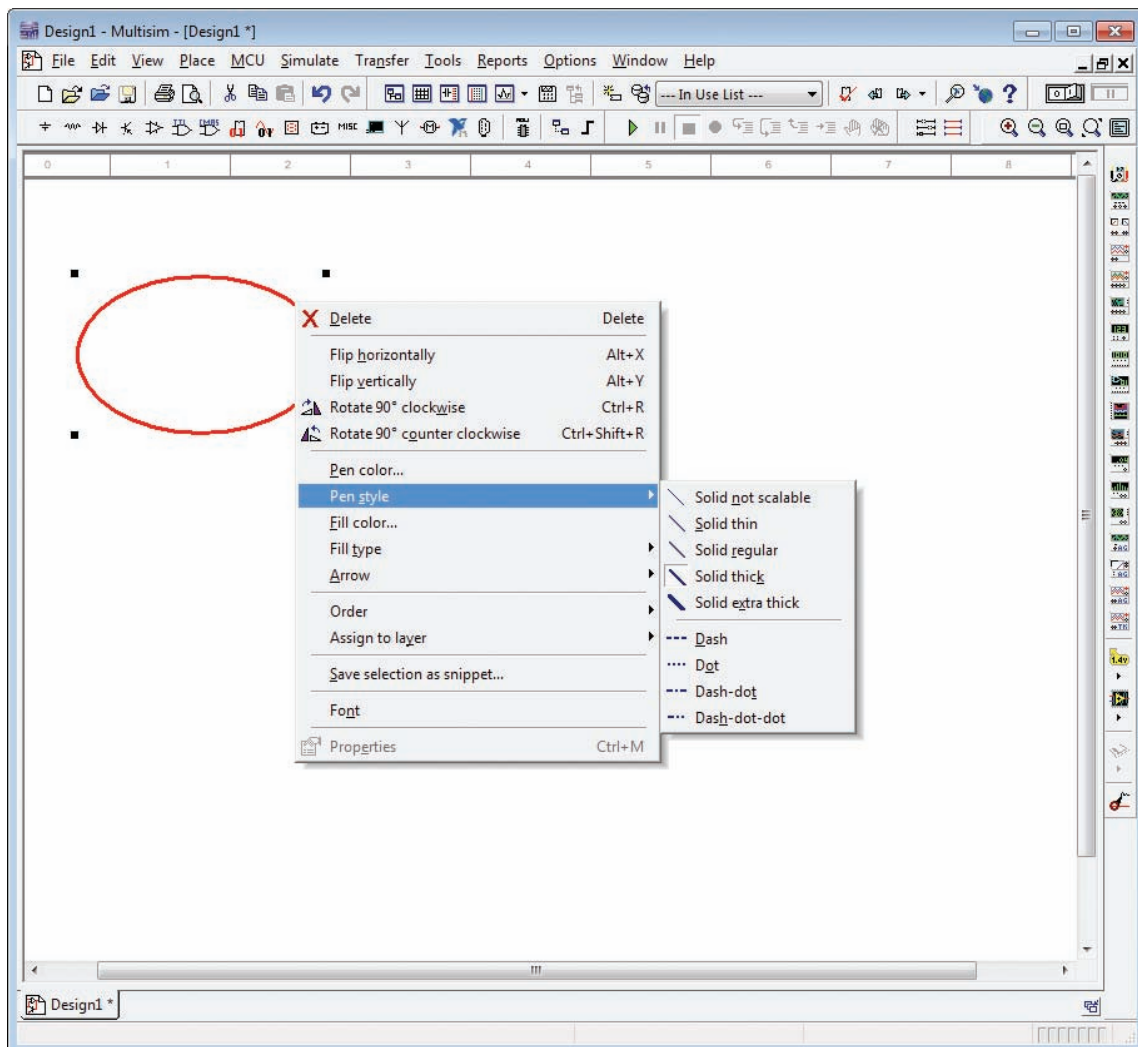 Design1 - Multisim - [Design1 *]
File Edit View Place MCU Simulate Transfer Tools Reports Options Window Help
--- In Use List ---
MISC
0 1 2 3 4 5 6 7 8
Delete Delete
Flip horizontally Alt+X
Flip vertically Alt+Y
Rotate 90° clockwise Ctrl+R
Rotate 90° counter clockwise Ctrl+Shift+R
Pen color...
Pen style
Fill color...
Fill type
Arrow
Order
Assign to layer
Save selection as snippet...
Font
Properties Ctrl+M
Solid not scalable
Solid thin
Solid regular
Solid thick
Solid extra thick
Dash
Dot
Dash-dot
Dash-dot-dot
1.4v
Design1 *